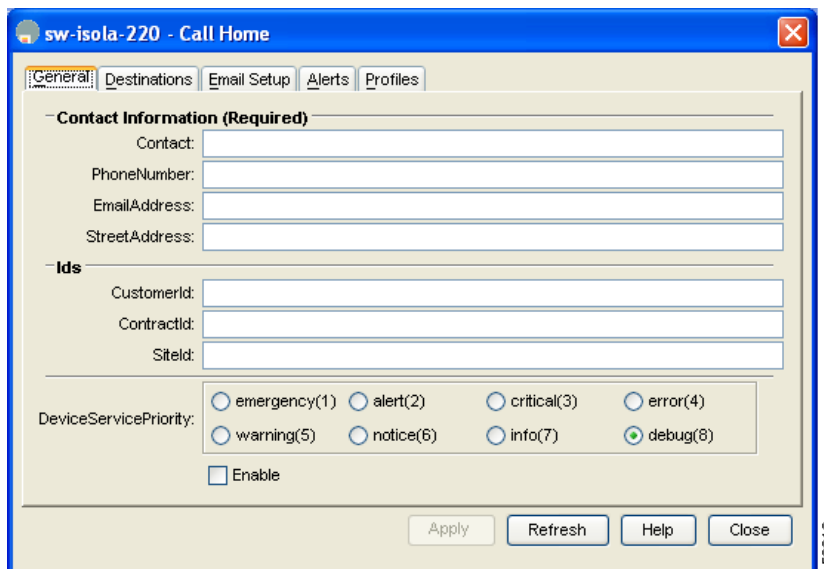 sw-isola-220 - Call Home
General Destinations Email Setup Alerts Profiles
Contact Information (Required)
Contact:
PhoneNumber:
EmailAddress:
StreetAddress:
Ids
CustomerId:
ContractId:
SiteId:
DeviceServicePriority:
emergency(1) alert(2) critical(3) error(4)
warning(5) notice(6) info(7) debug(8)
Enable
Apply Refresh Help Close